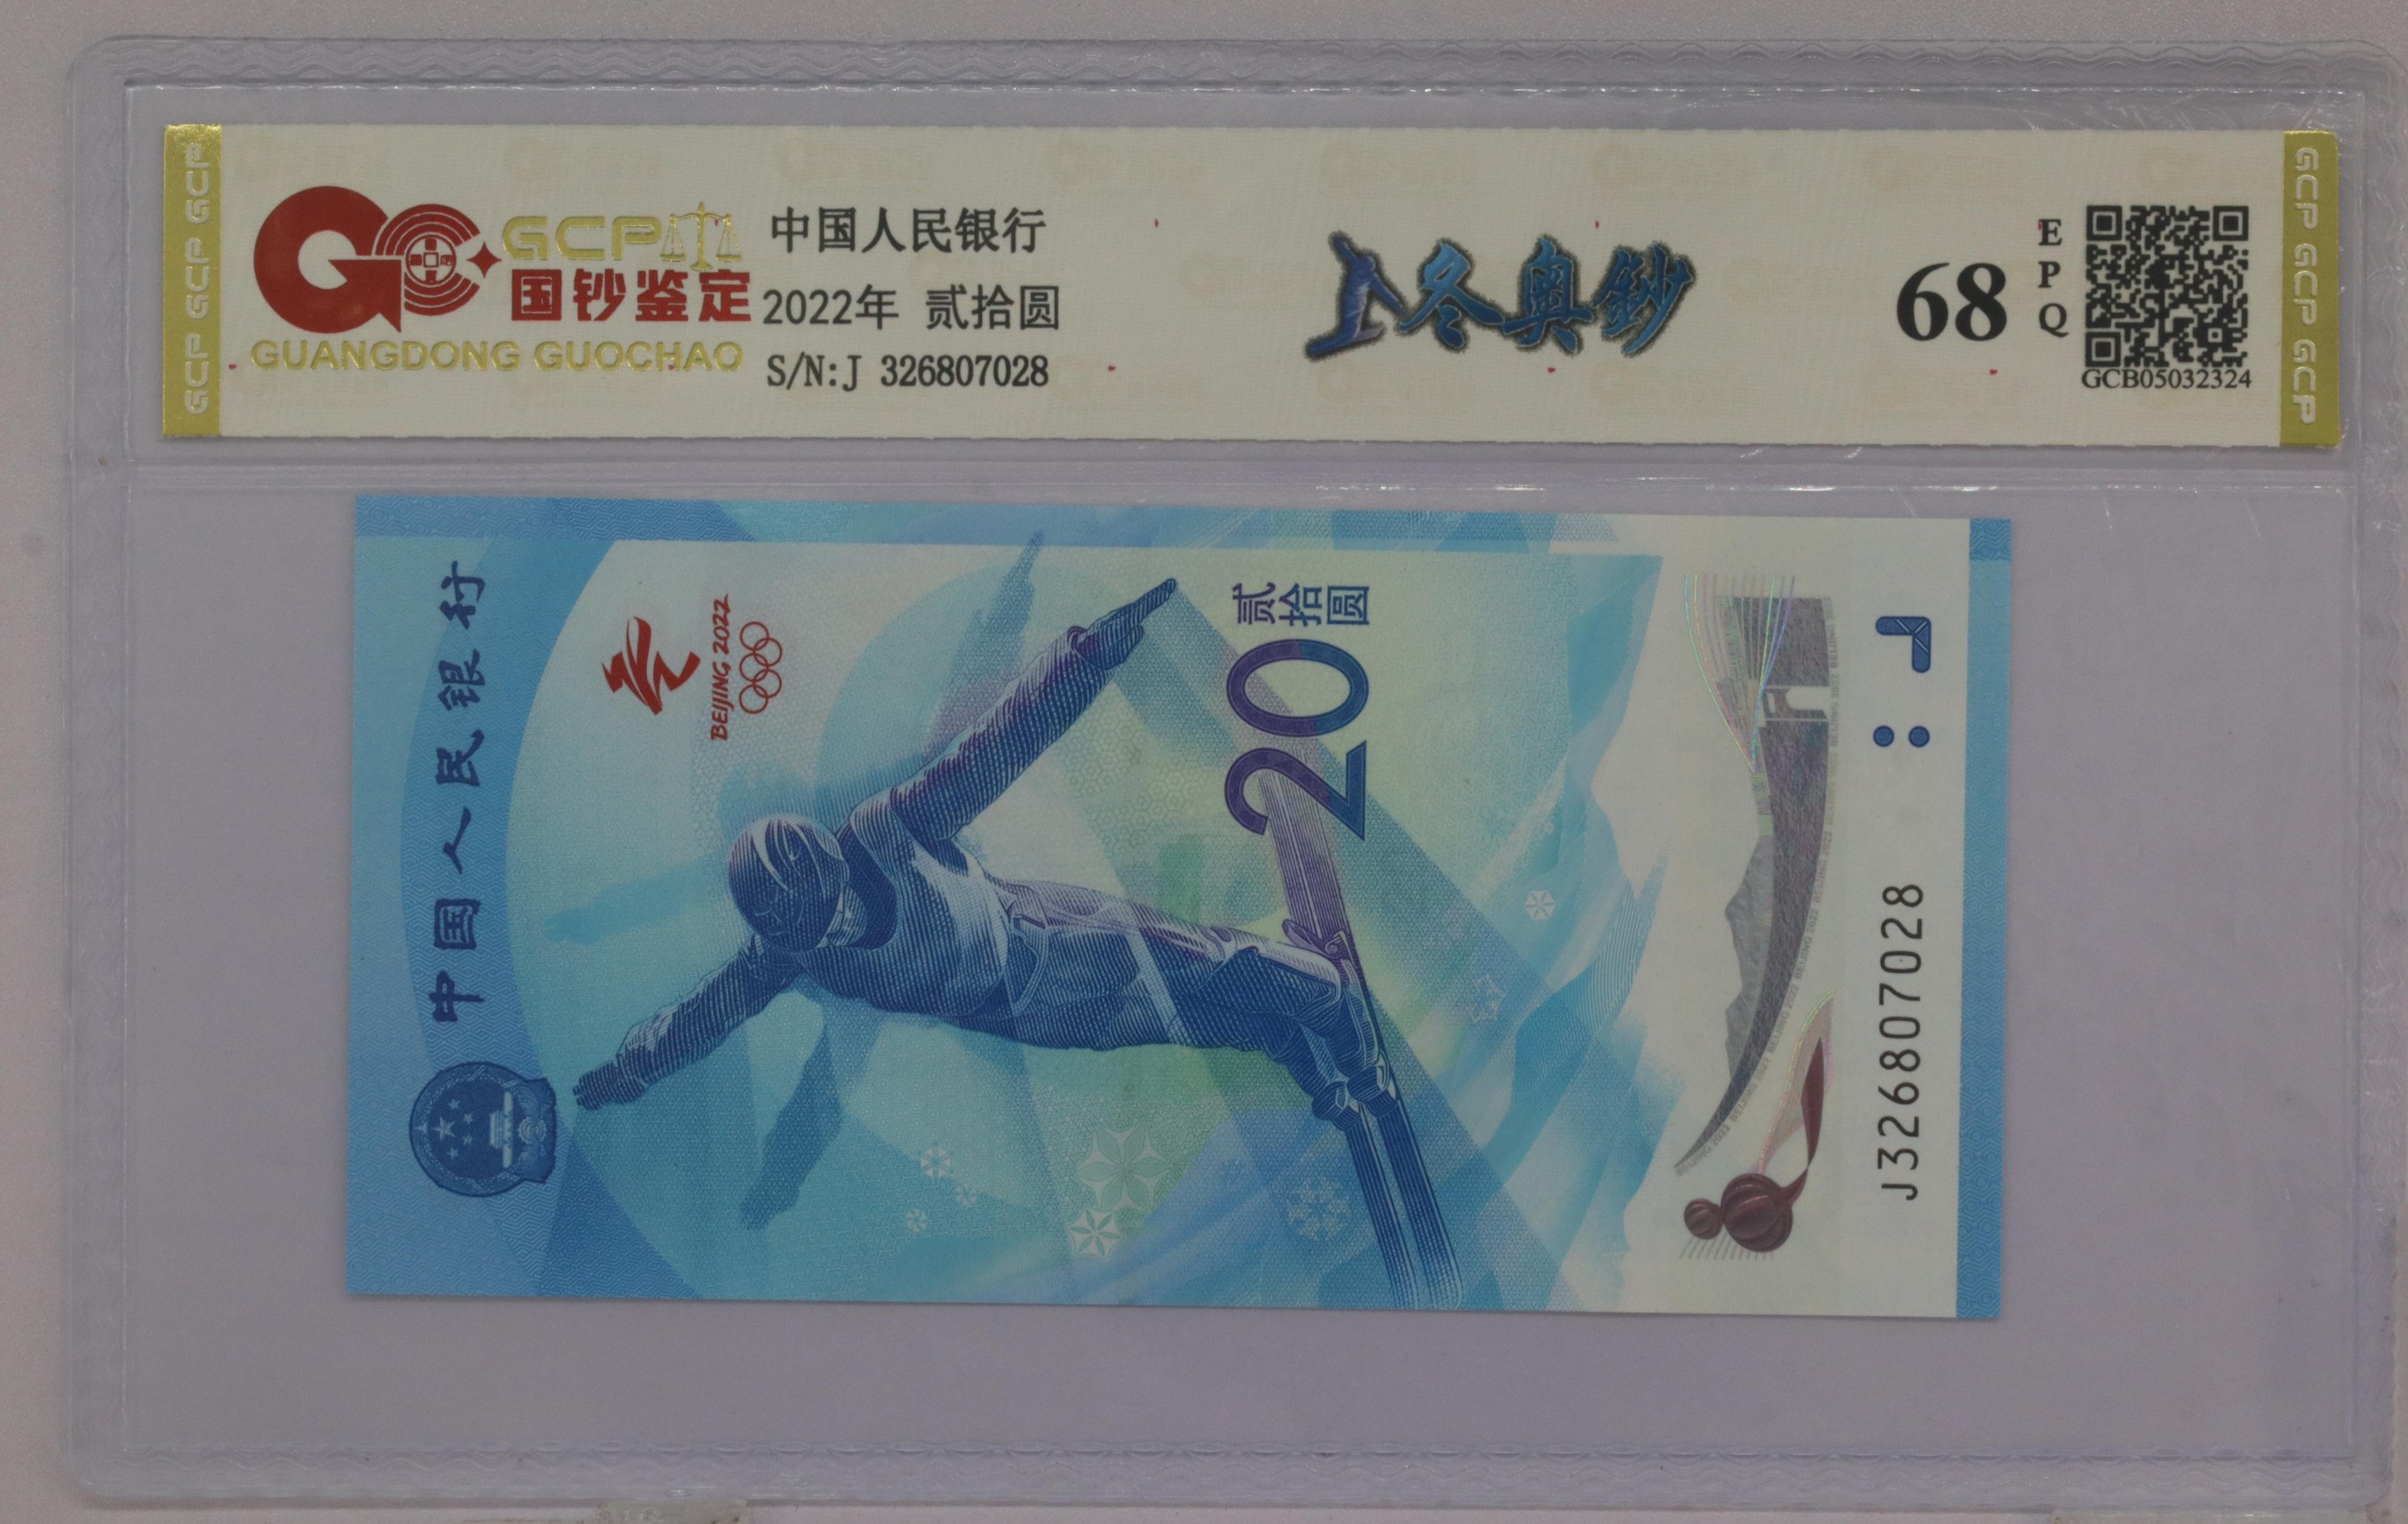 GCP GCP GCP
GCP
国钞鉴定
GUANGDONG GUOCHAO
中国人民银行
2022年 贰拾圆
S/N:J 326807028
冬奥鈔
68
EPQ
GCB05032324
GCP GCP GCP
中国人民银行
BEIJING 2022
贰拾圆
20
J326807028